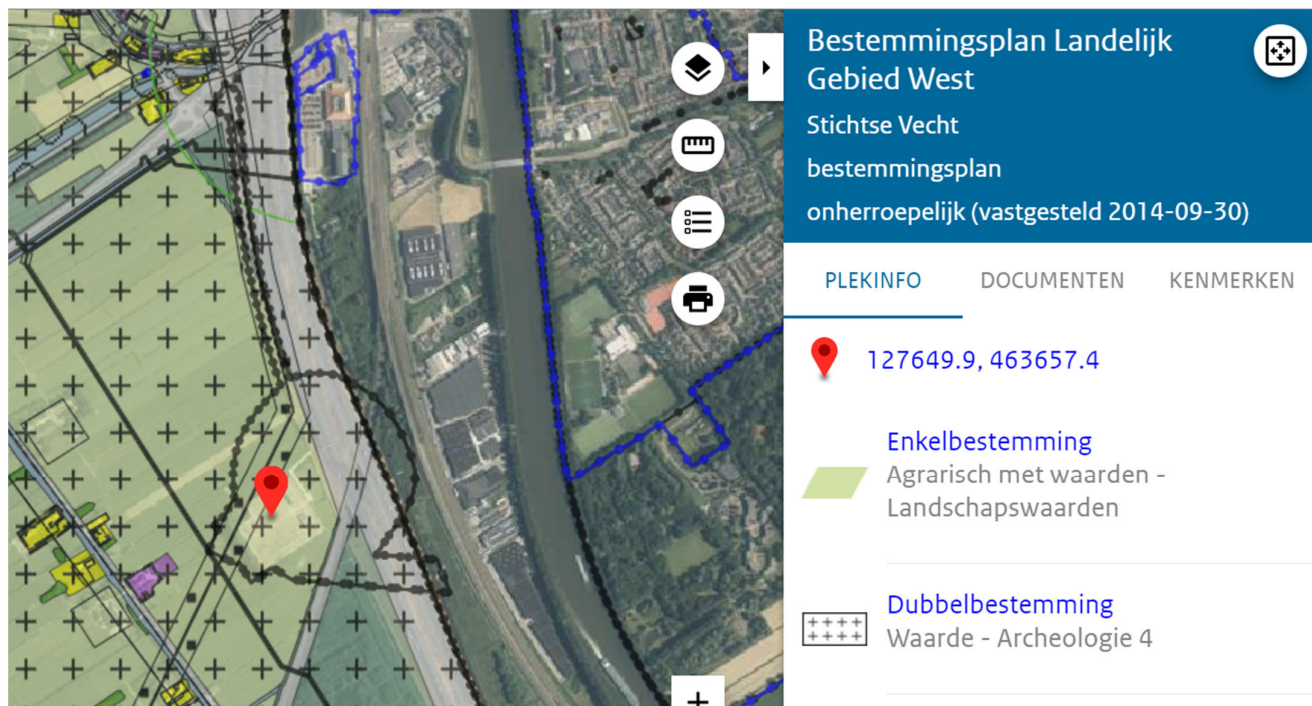 Bestemmingsplan Landelijk
Gebied West
Stichtse Vecht
bestemmingsplan
onherroepelijk (vastgesteld 2014-09-30)
PLEKINFO DOCUMENTEN KENMERKEN
127649.9, 463657.4
Enkelbestemming
Agrarisch met waarden -
Landschapswaarden
Dubbelbestemming
Waarde - Archeologie 4